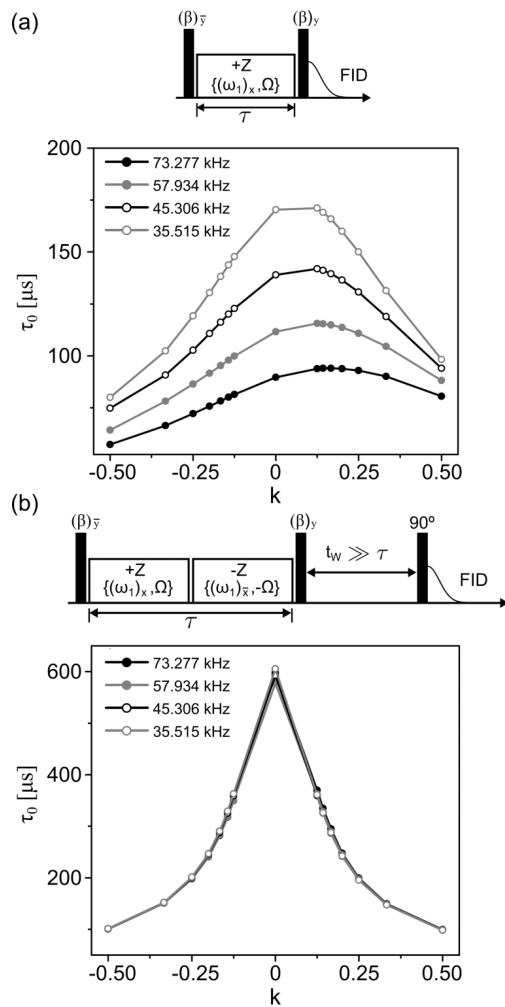 (a)
(β)ȳ
(β)y
+Z
{(ω₁)ₓ,Ω}
FID
τ
200
150
100
τ₀ [µs]
73.277 kHz
57.934 kHz
45.306 kHz
35.515 kHz
-0.50
-0.25
0
0.25
0.50
k
(b)
(β)ȳ
(β)y
90º
+Z
{(ω₁)ₓ,Ω}
-Z
{(ω₁)x̄,-Ω}
t_W ≫ τ
FID
τ
600
400
200
τ₀ [µs]
73.277 kHz
57.934 kHz
45.306 kHz
35.515 kHz
-0.50
-0.25
0
0.25
0.50
k